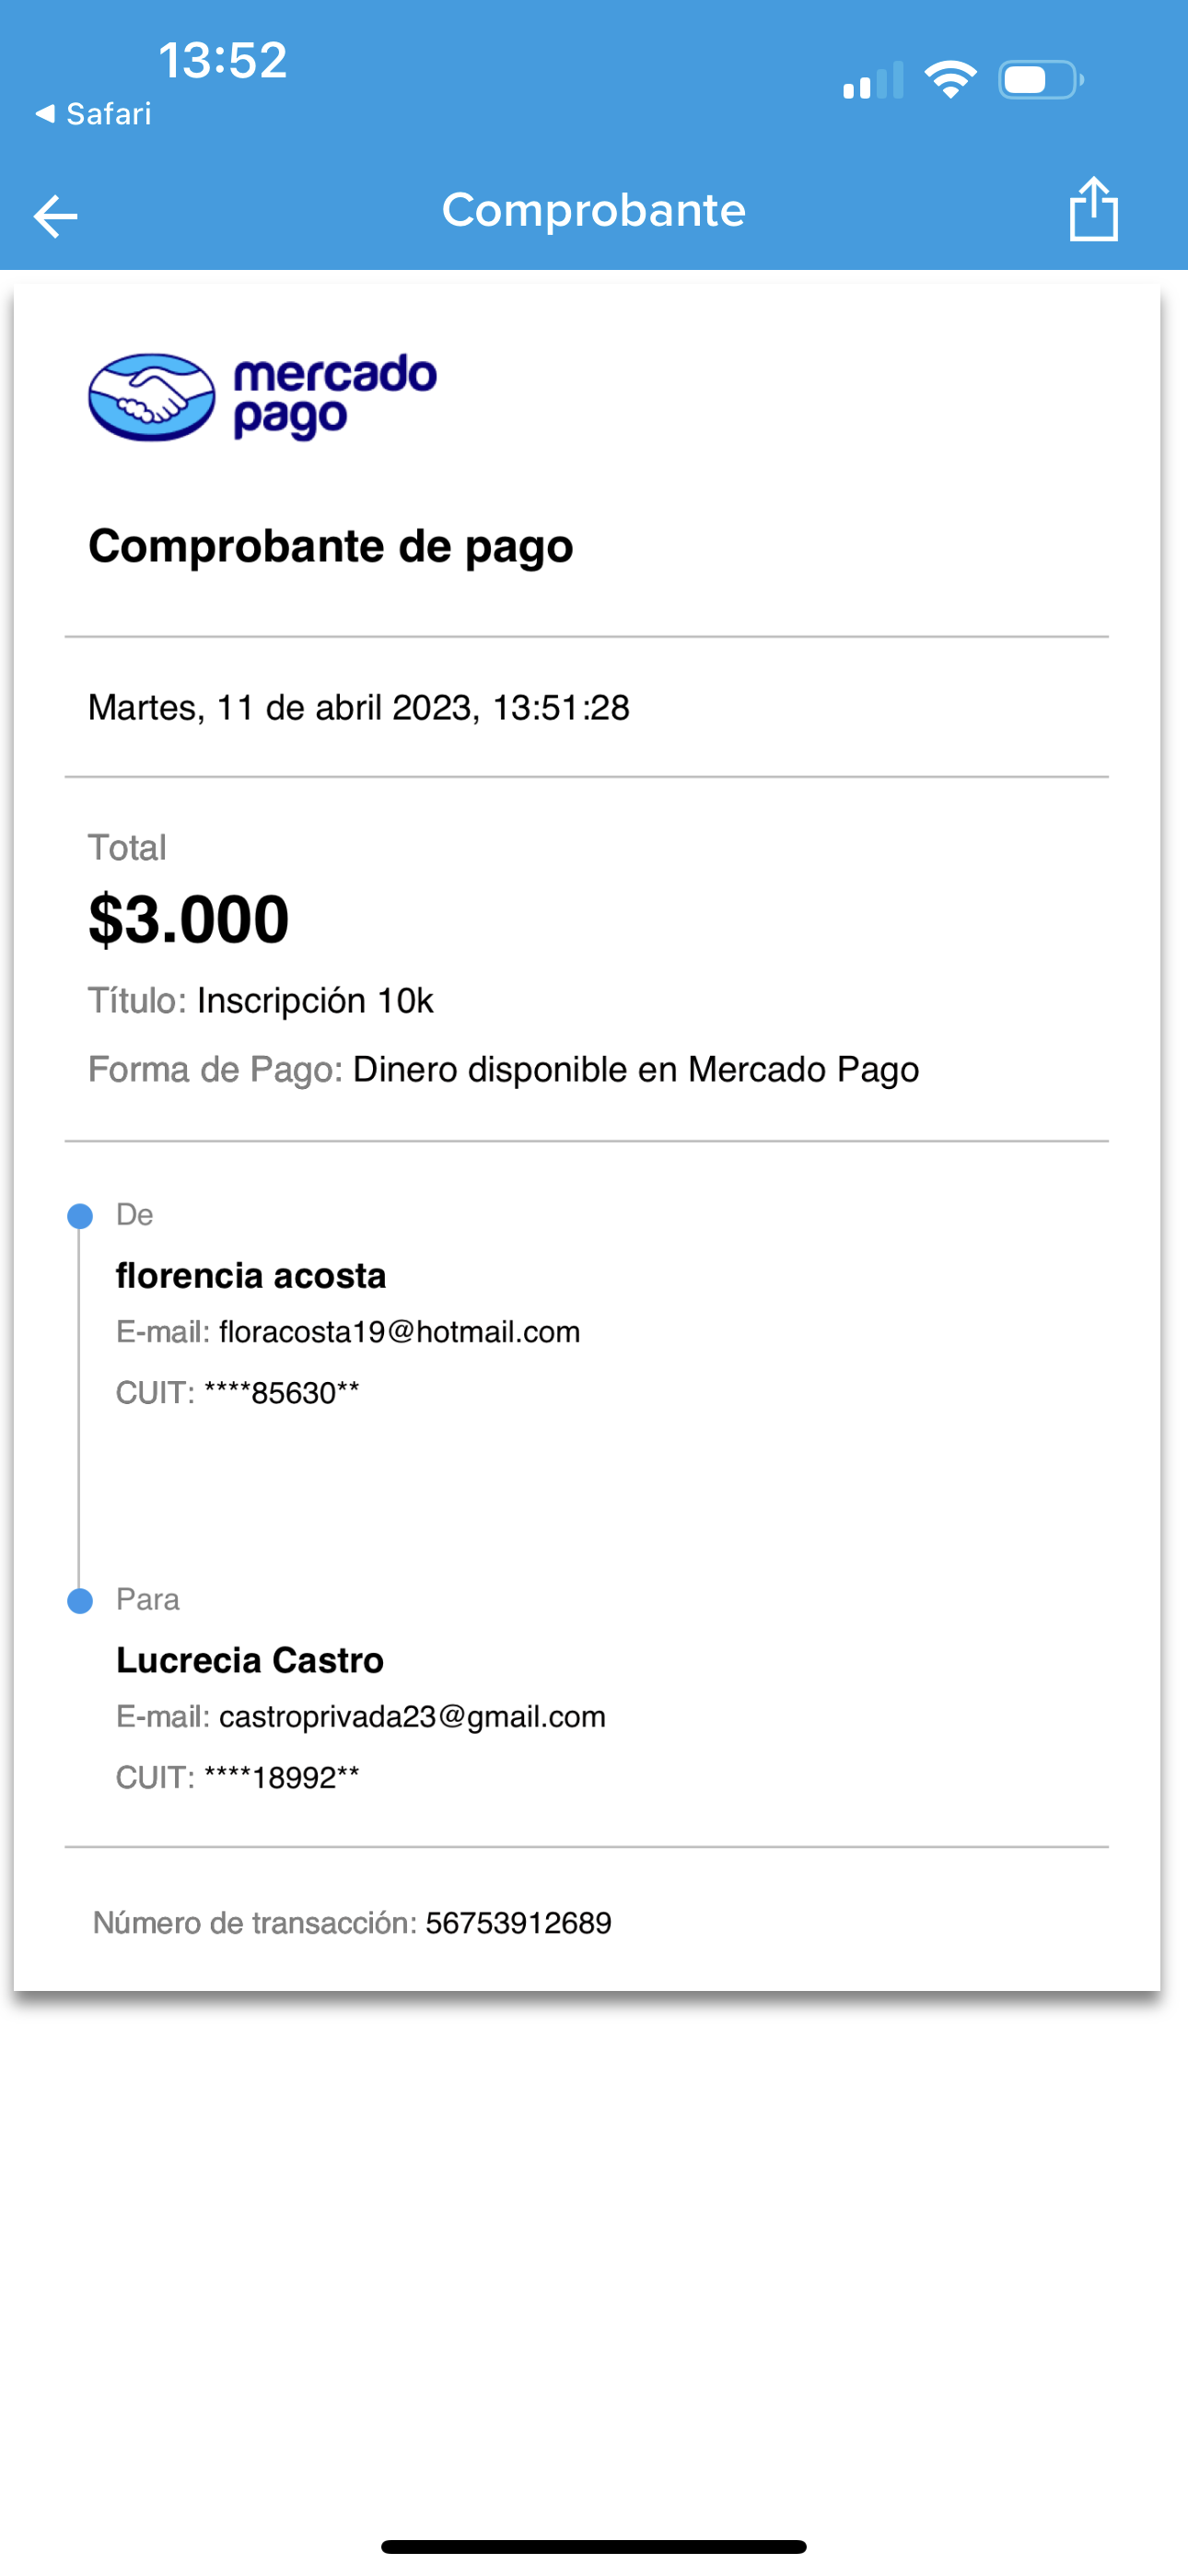 13:52
Safari
Comprobante
mercado
pago
Comprobante de pago
Martes, 11 de abril 2023, 13:51:28
Total
$3.000
Título: Inscripción 10k
Forma de Pago: Dinero disponible en Mercado Pago
De
florencia acosta
E-mail: floracosta19@hotmail.com
CUIT: ****85630**
Para
Lucrecia Castro
E-mail: castroprivada23@gmail.com
CUIT: ****18992**
Número de transacción: 56753912689